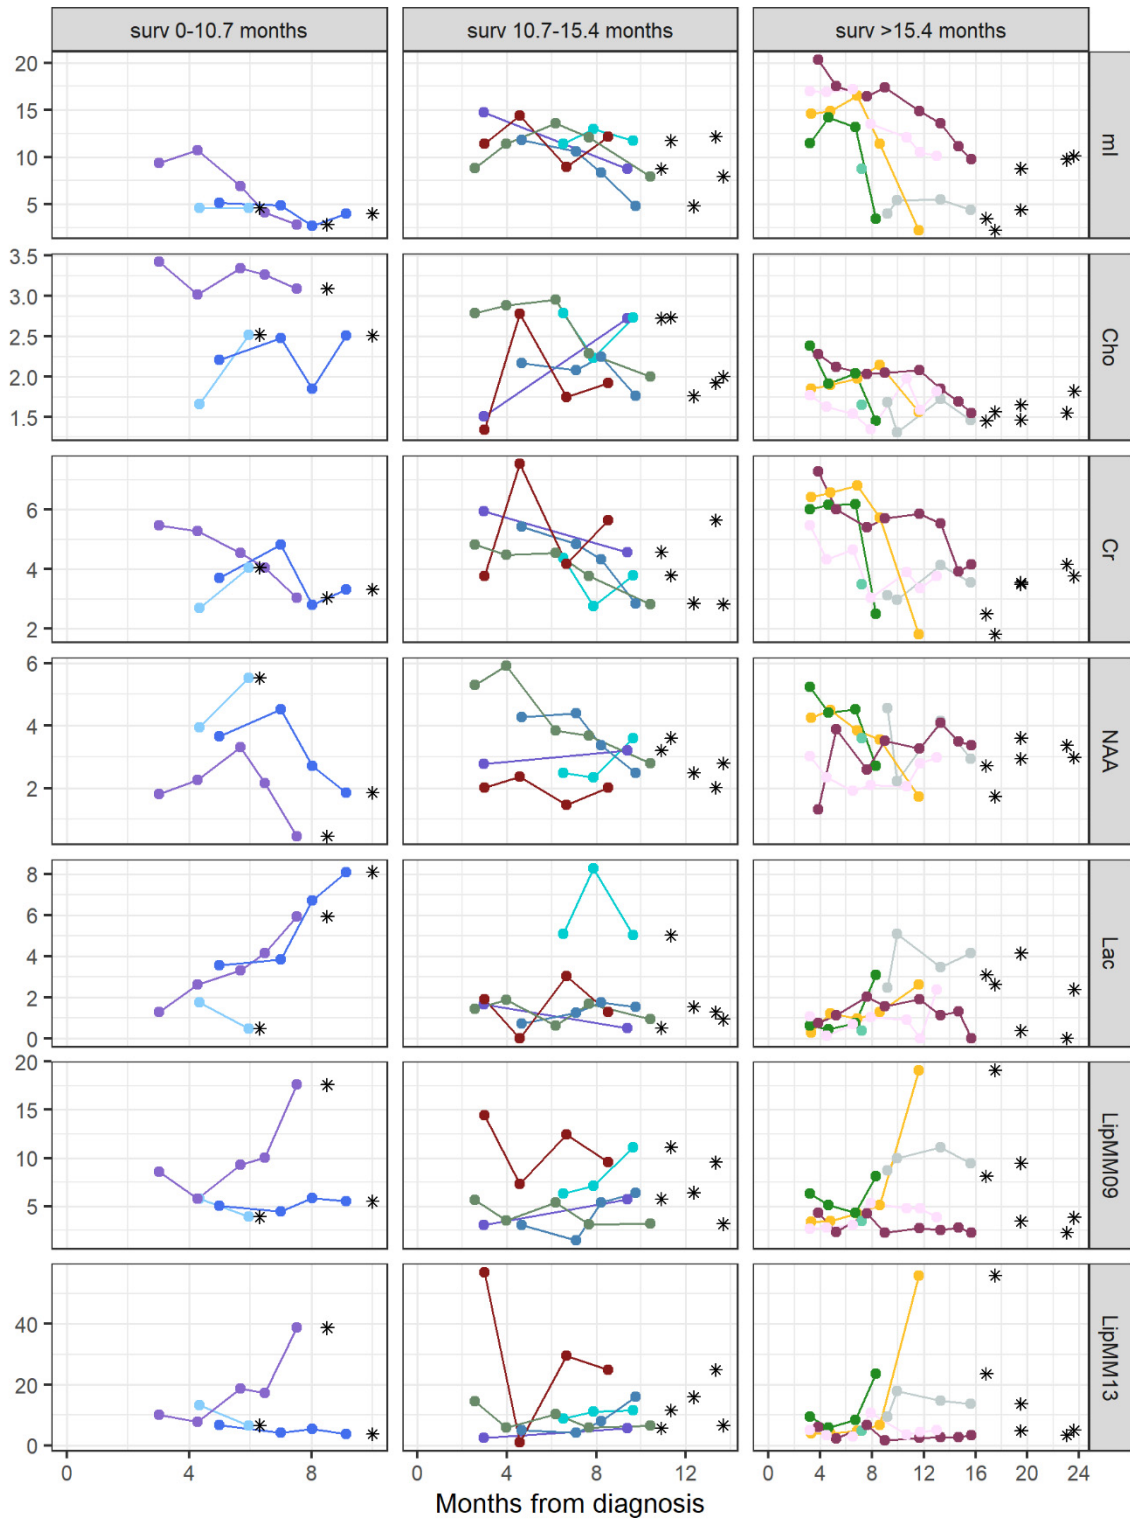 surv 0-10.7 months surv 10.7-15.4 months surv >15.4 months
20
15
10
5
mI
3.5
3.0
2.5
2.0
1.5
Cho
6
4
2
Cr
6
4
2
NAA
8
6
4
2
0
Lac
20
15
10
5
LipMM09
40
20
0
LipMM13
0 4 8 0 4 8 12 0 4 8 12 16 20 24
Months from diagnosis